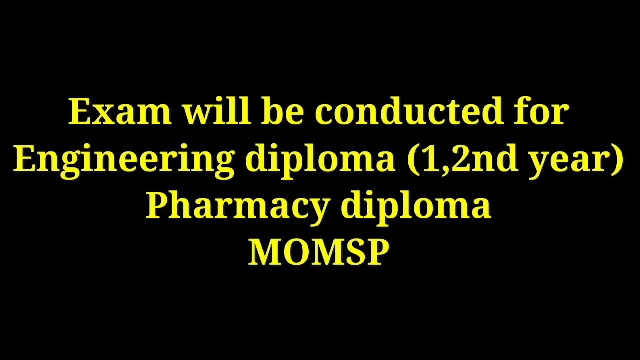 Exam will be conducted for
Engineering diploma (1,2nd year)
Pharmacy diploma
MOMSP